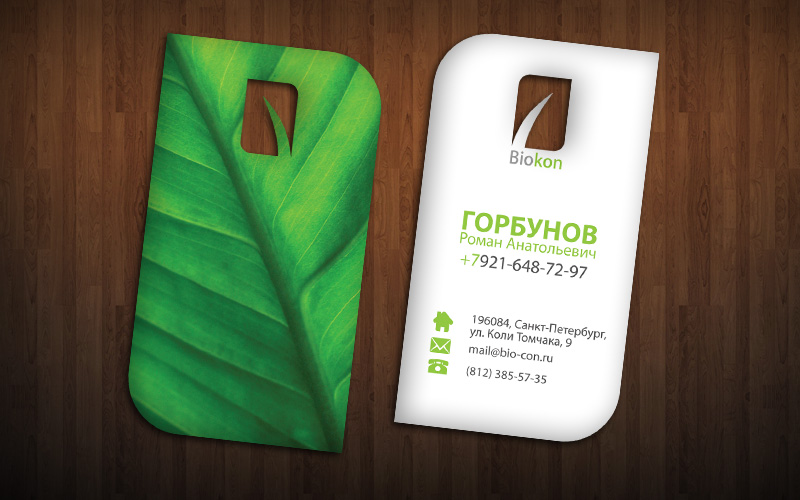 Biokon
ГОРБУНОВ
Роман Анатольевич
+7921-648-72-97
196084, Санкт-Петербург,
ул. Коли Томчака, 9
mail@bio-con.ru
(812) 385-57-35